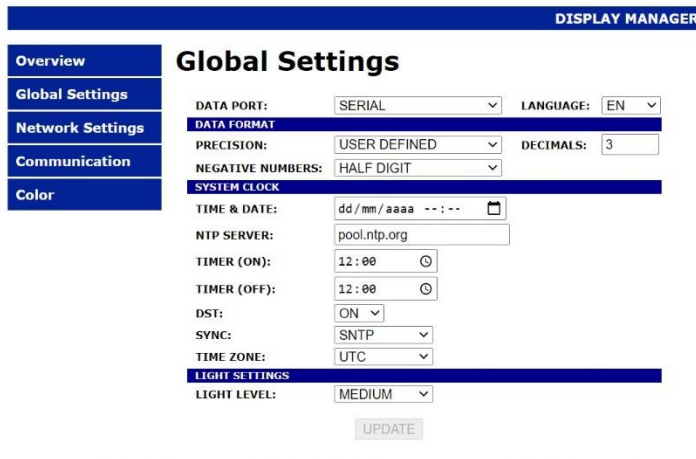 DISPLAY MANAGER
Overview
Global Settings
Network Settings
Communication
Color
Global Settings
DATA PORT: SERIAL LANGUAGE: EN
DATA FORMAT
PRECISION: USER DEFINED DECIMALS: 3
NEGATIVE NUMBERS: HALF DIGIT
SYSTEM CLOCK
TIME & DATE: dd/mm/aaaa --:--
NTP SERVER: pool.ntp.org
TIMER (ON): 12:00
TIMER (OFF): 12:00
DST: ON
SYNC: SNTP
TIME ZONE: UTC
LIGHT SETTINGS
LIGHT LEVEL: MEDIUM
UPDATE